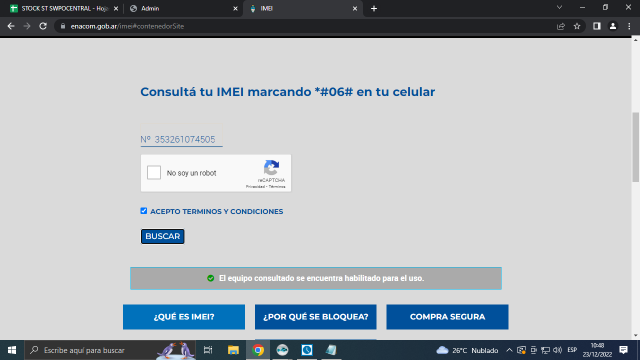 STOCK ST SWPOCENTRAL - Hoja
Admin
IMEI
enacom.gob.ar/imei#contenedorSite
Consultá tu IMEI marcando *#06# en tu celular
Nº 353261074505
No soy un robot
reCAPTCHA
Privacidad - Términos
ACEPTO TERMINOS Y CONDICIONES
BUSCAR
El equipo consultado se encuentra habilitado para el uso.
¿QUÉ ES IMEI?
¿POR QUÉ SE BLOQUEA?
COMPRA SEGURA
Escribe aquí para buscar
26°C Nublado
ESP
10:48
23/12/2022